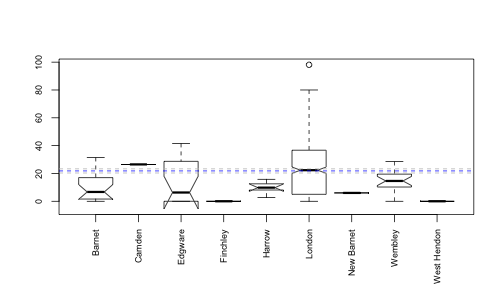 100
80
60
40
20
0
Barnet
Camden
Edgware
Finchley
Harrow
London
New Barnet
Wembley
West Hendon